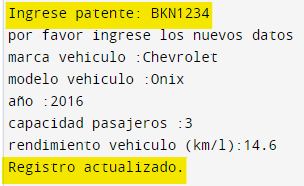 Ingrese patente: BKN1234
por favor ingrese los nuevos datos
marca vehiculo :Chevrolet
modelo vehiculo :Onix
año :2016
capacidad pasajeros :3
rendimiento vehiculo (km/l):14.6
Registro actualizado.